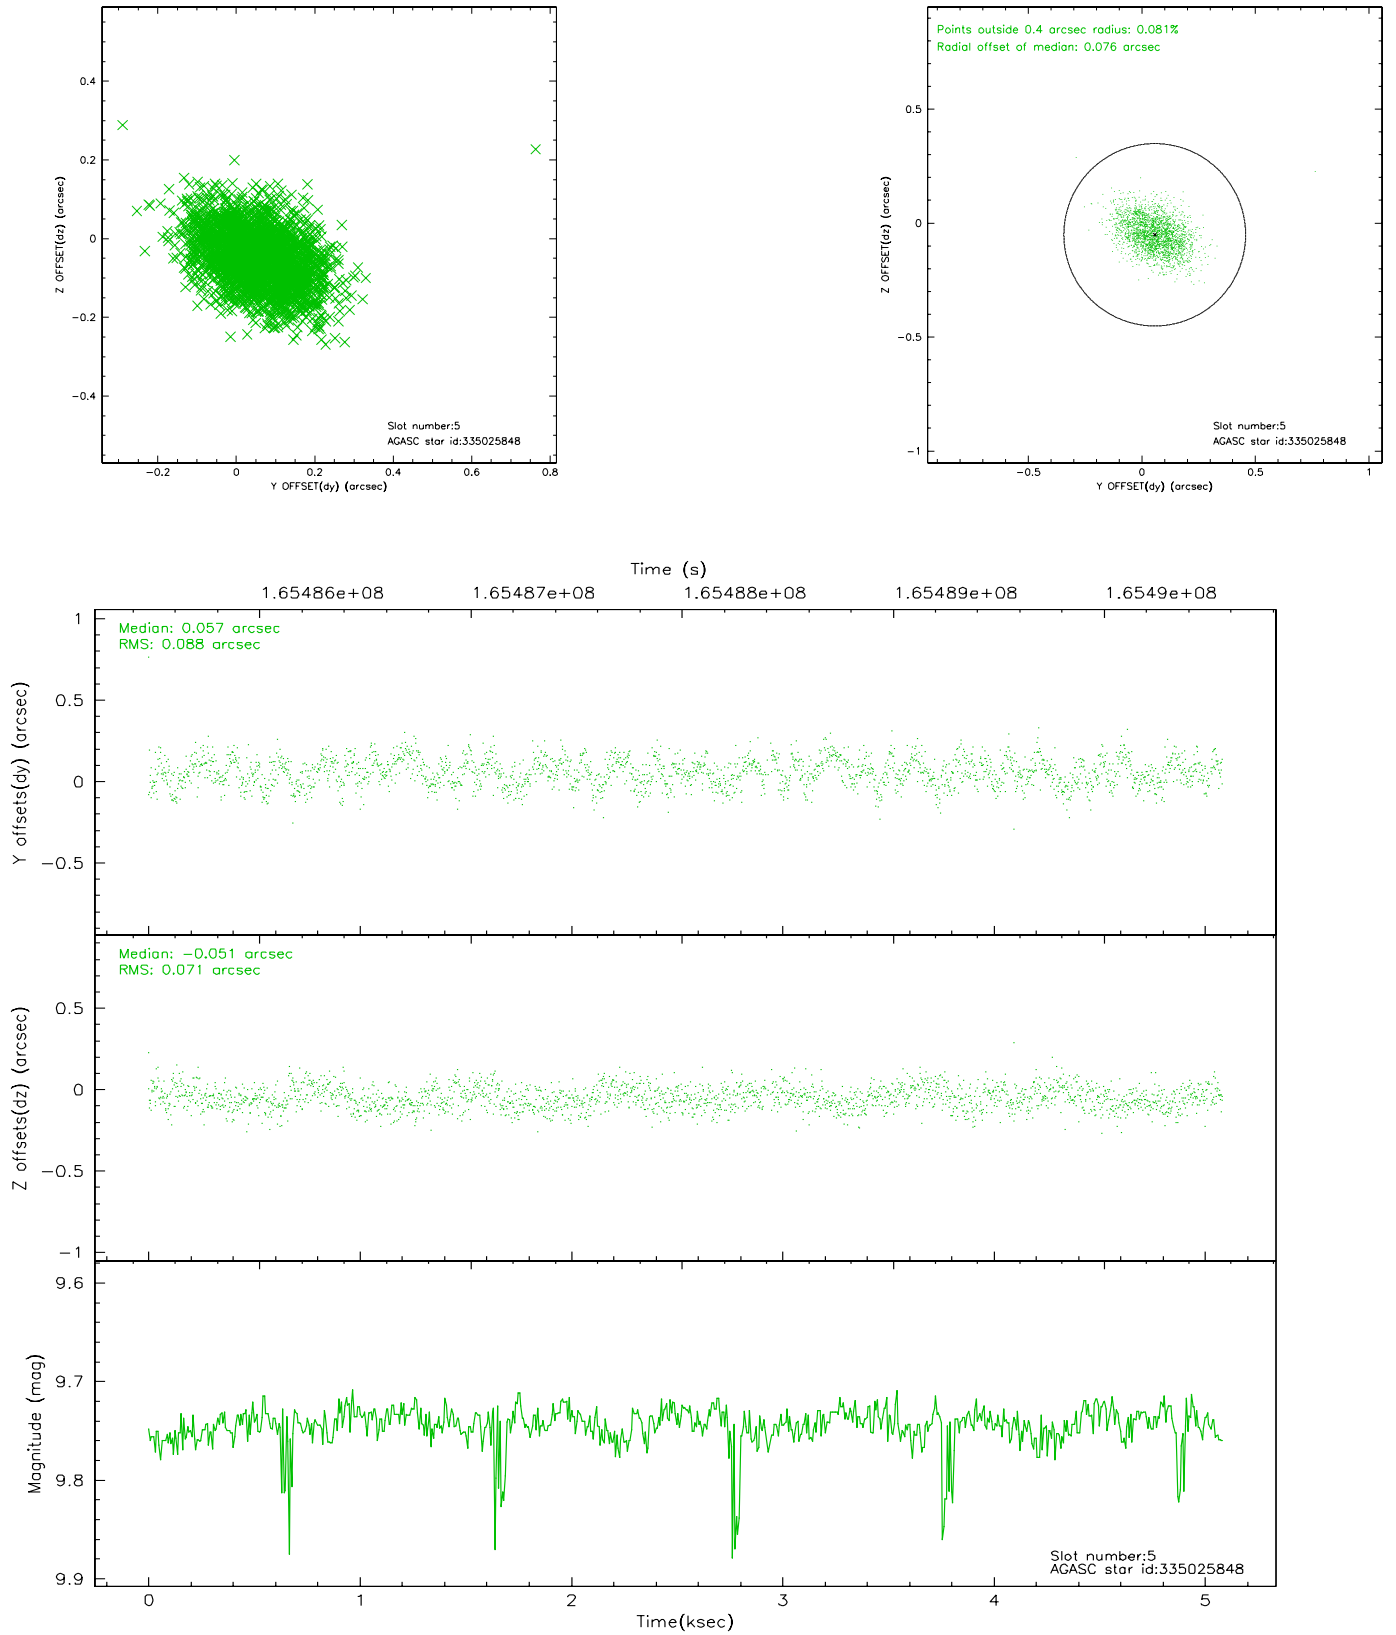 0.4
0.2
0
−0.2
−0.4
Z OFFSET(dz) (arcsec)
Slot number:5
AGASC star id:335025848
−0.2 0 0.2 0.4 0.6 0.8
Y OFFSET(dy) (arcsec)
Points outside 0.4 arcsec radius: 0.081%
Radial offset of median: 0.076 arcsec
0.5
0
−0.5
−1
Z OFFSET(dz) (arcsec)
Slot number:5
AGASC star id:335025848
−0.5 0 0.5 1
Y OFFSET(dy) (arcsec)
Time (s)
1.65486e+08 1.65487e+08 1.65488e+08 1.65489e+08 1.6549e+08
Median: 0.057 arcsec
RMS: 0.088 arcsec
1
0.5
0
−0.5
Y offsets(dy) (arcsec)
Median: −0.051 arcsec
RMS: 0.071 arcsec
0.5
0
−0.5
−1
Z offsets(dz) (arcsec)
9.6
9.7
9.8
9.9
Magnitude (mag)
Slot number:5
AGASC star id:335025848
0 1 2 3 4 5
Time(ksec)